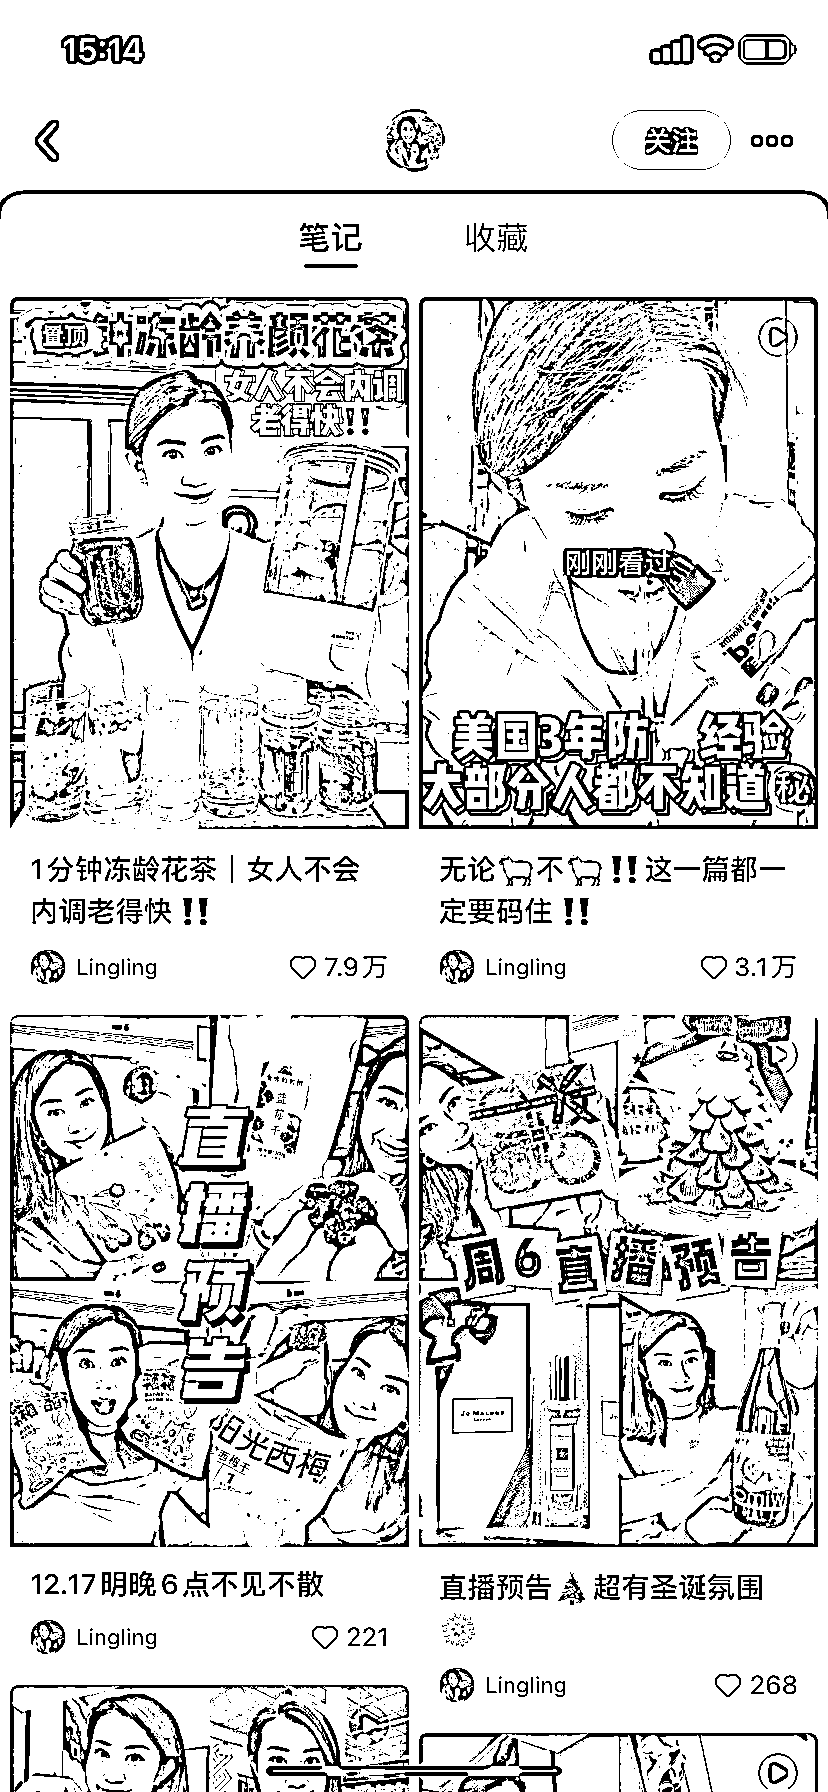 15:14
关注
笔记
收藏
置顶
钟冻龄养颜花茶
女人不会内调
老得快!!
刚刚看过
美国3年防 经验
大部分人都不知道㊙
1分钟冻龄花茶｜女人不会
内调老得快‼️
Lingling
7.9万
无论🐑不🐑‼️这一篇都一
定要码住‼️
Lingling
3.1万
直播预告
阳光西梅
周6直播预告
Jo Malone
12.17明晚6点不见不散
Lingling
221
直播预告🎄超有圣诞氛围
Lingling
268